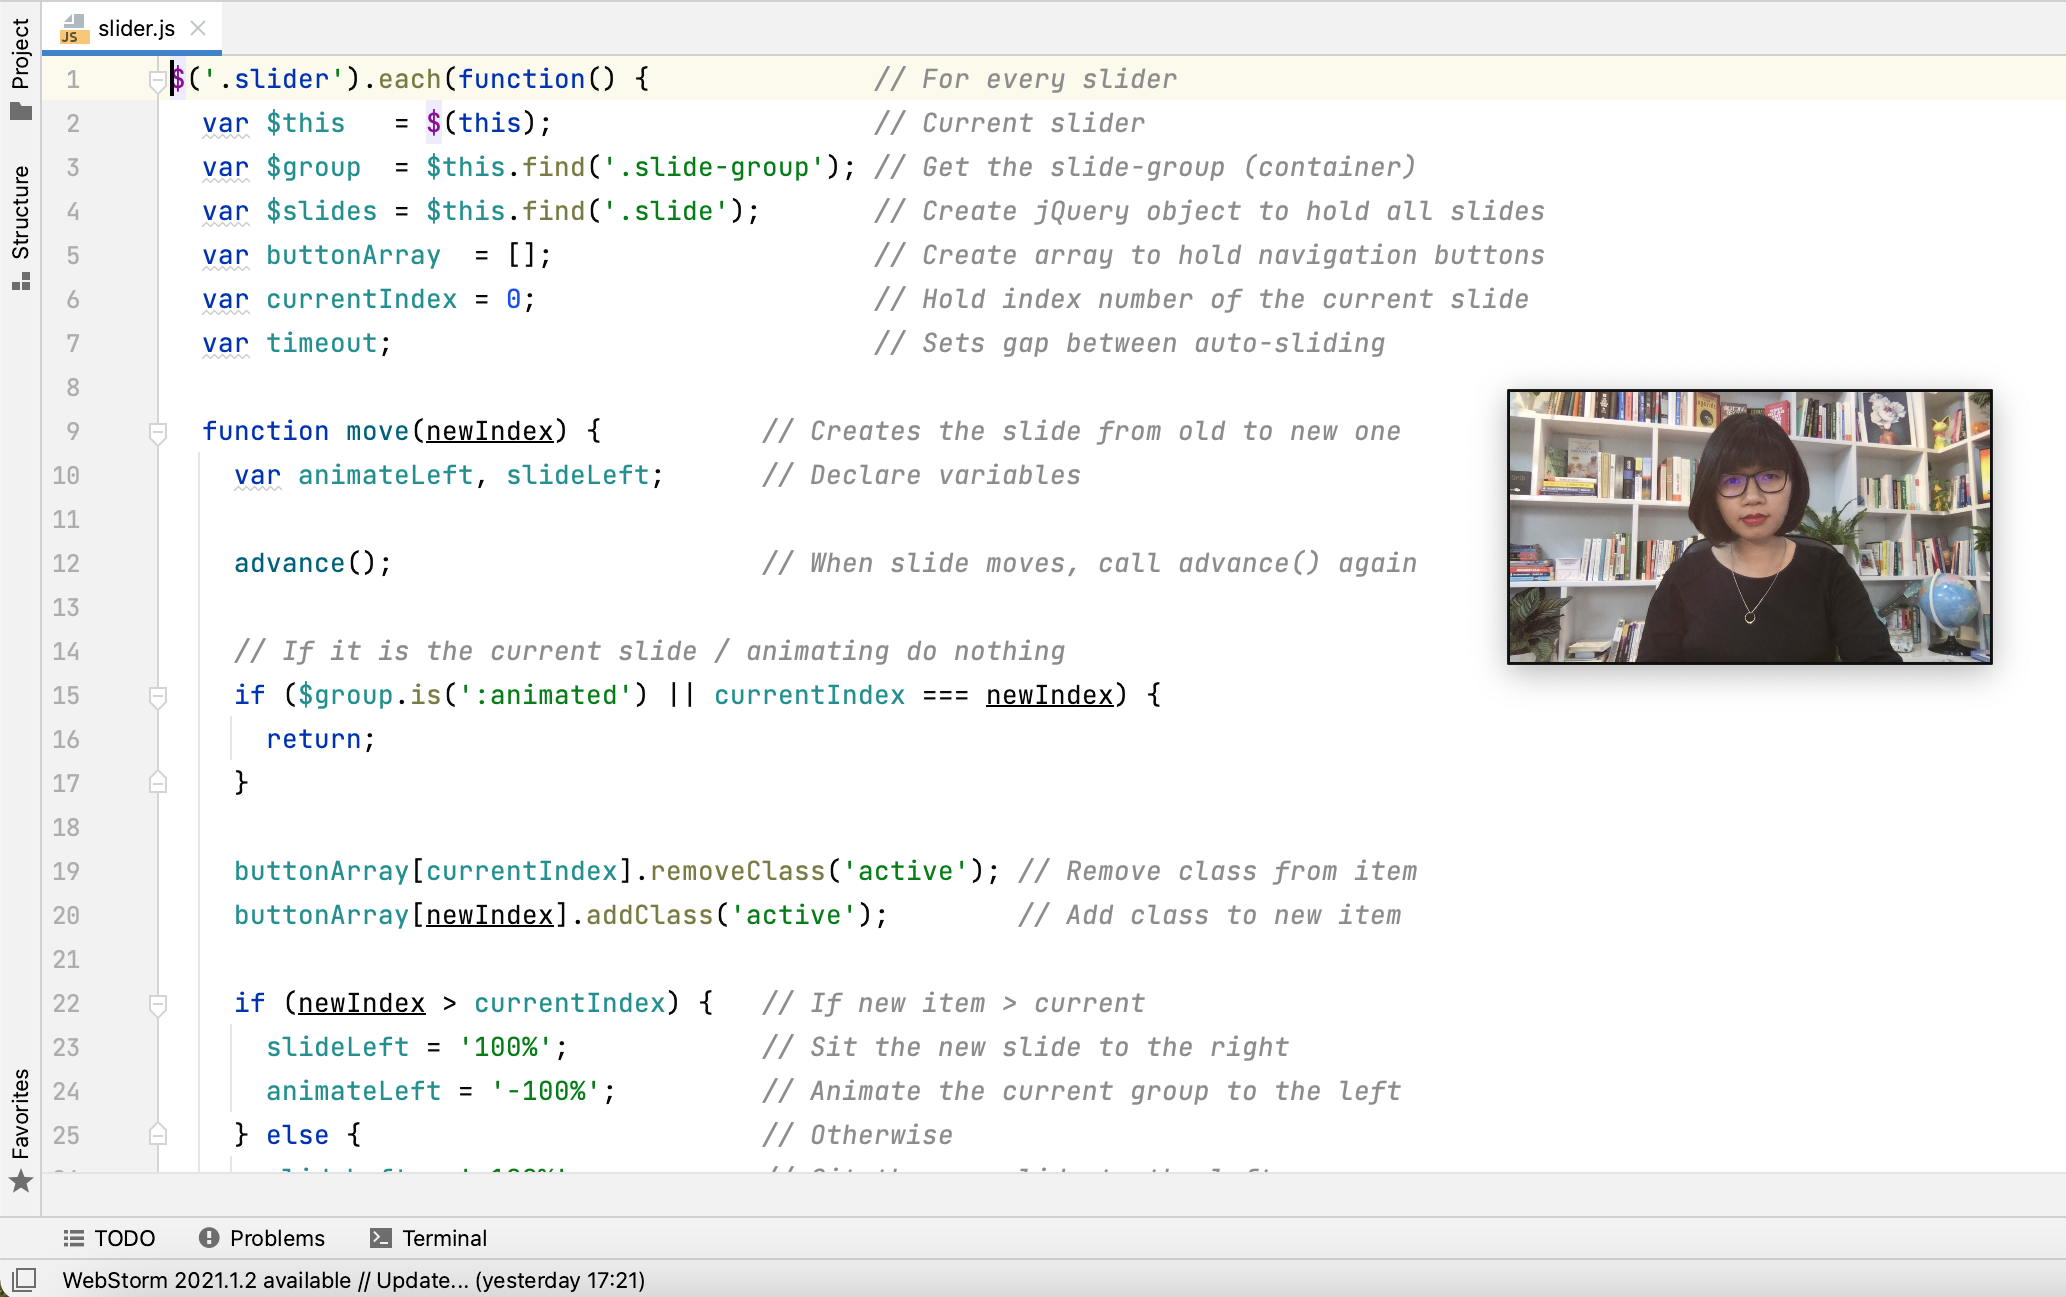 Project
Structure
Favorites
slider.js
1 $('.slider').each(function() { // For every slider
2 var $this = $(this); // Current slider
3 var $group = $this.find('.slide-group'); // Get the slide-group (container)
4 var $slides = $this.find('.slide'); // Create jQuery object to hold all slides
5 var buttonArray = []; // Create array to hold navigation buttons
6 var currentIndex = 0; // Hold index number of the current slide
7 var timeout; // Sets gap between auto-sliding
8
9 function move(newIndex) { // Creates the slide from old to new one
10 var animateLeft, slideLeft; // Declare variables
11
12 advance(); // When slide moves, call advance() again
13
14 // If it is the current slide / animating do nothing
15 if ($group.is(':animated') || currentIndex === newIndex) {
16 return;
17 }
18
19 buttonArray[currentIndex].removeClass('active'); // Remove class from item
20 buttonArray[newIndex].addClass('active'); // Add class to new item
21
22 if (newIndex > currentIndex) { // If new item > current
23 slideLeft = '100%'; // Sit the new slide to the right
24 animateLeft = '-100%'; // Animate the current group to the left
25 } else { // Otherwise
TODO Problems Terminal
WebStorm 2021.1.2 available // Update... (yesterday 17:21)